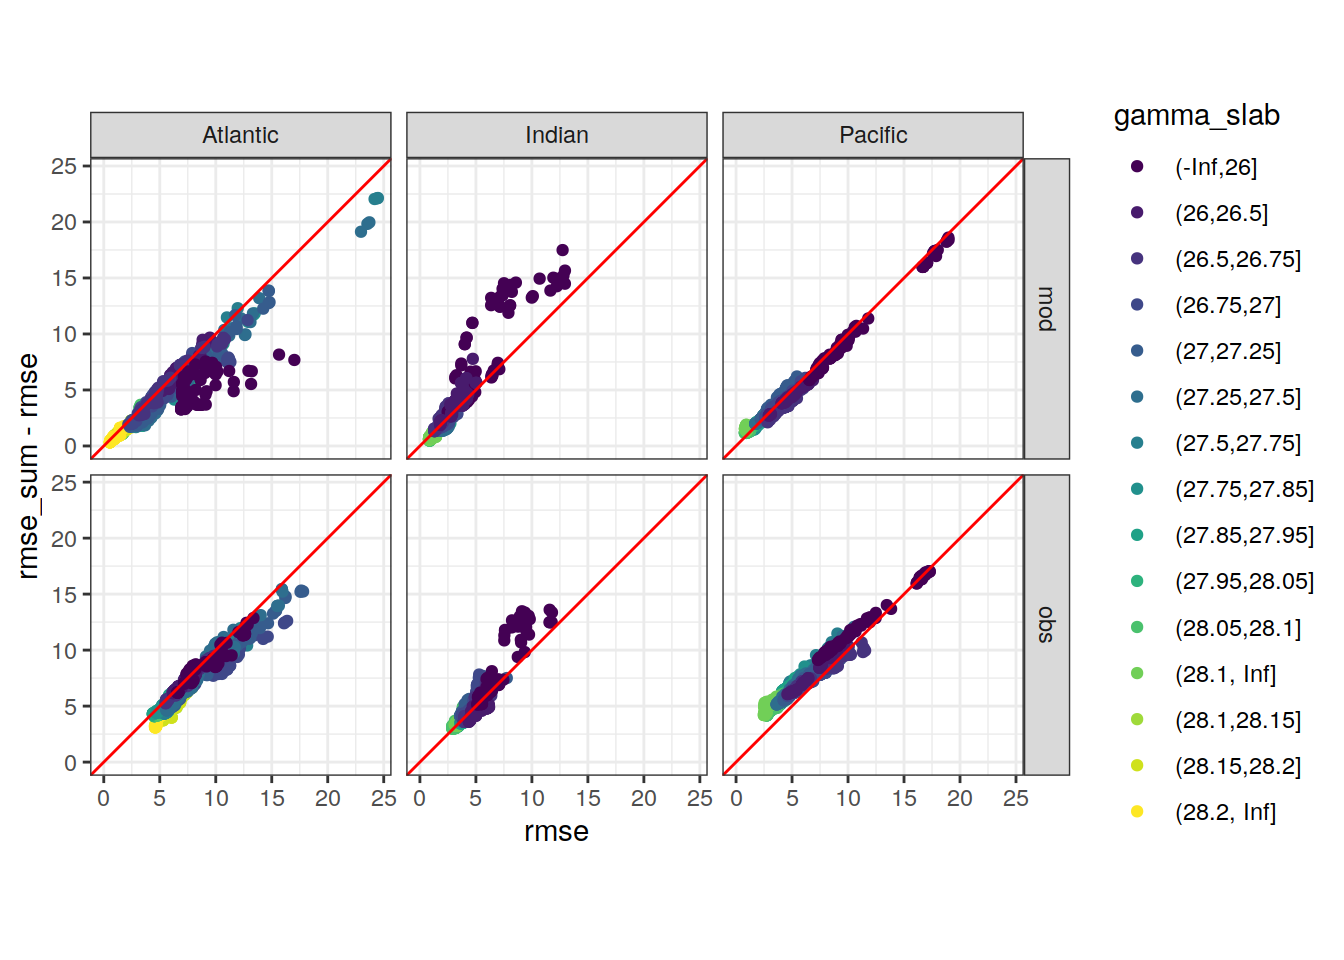 Atlantic
Indian
Pacific
mod
obs
25
20
15
10
5
0
25
20
15
10
5
0
0 5 10 15 20 25
0 5 10 15 20 25
0 5 10 15 20 25
rmse
rmse_sum - rmse
gamma_slab
(-Inf,26]
(26,26.5]
(26.5,26.75]
(26.75,27]
(27,27.25]
(27.25,27.5]
(27.5,27.75]
(27.75,27.85]
(27.85,27.95]
(27.95,28.05]
(28.05,28.1]
(28.1, Inf]
(28.1,28.15]
(28.15,28.2]
(28.2, Inf]